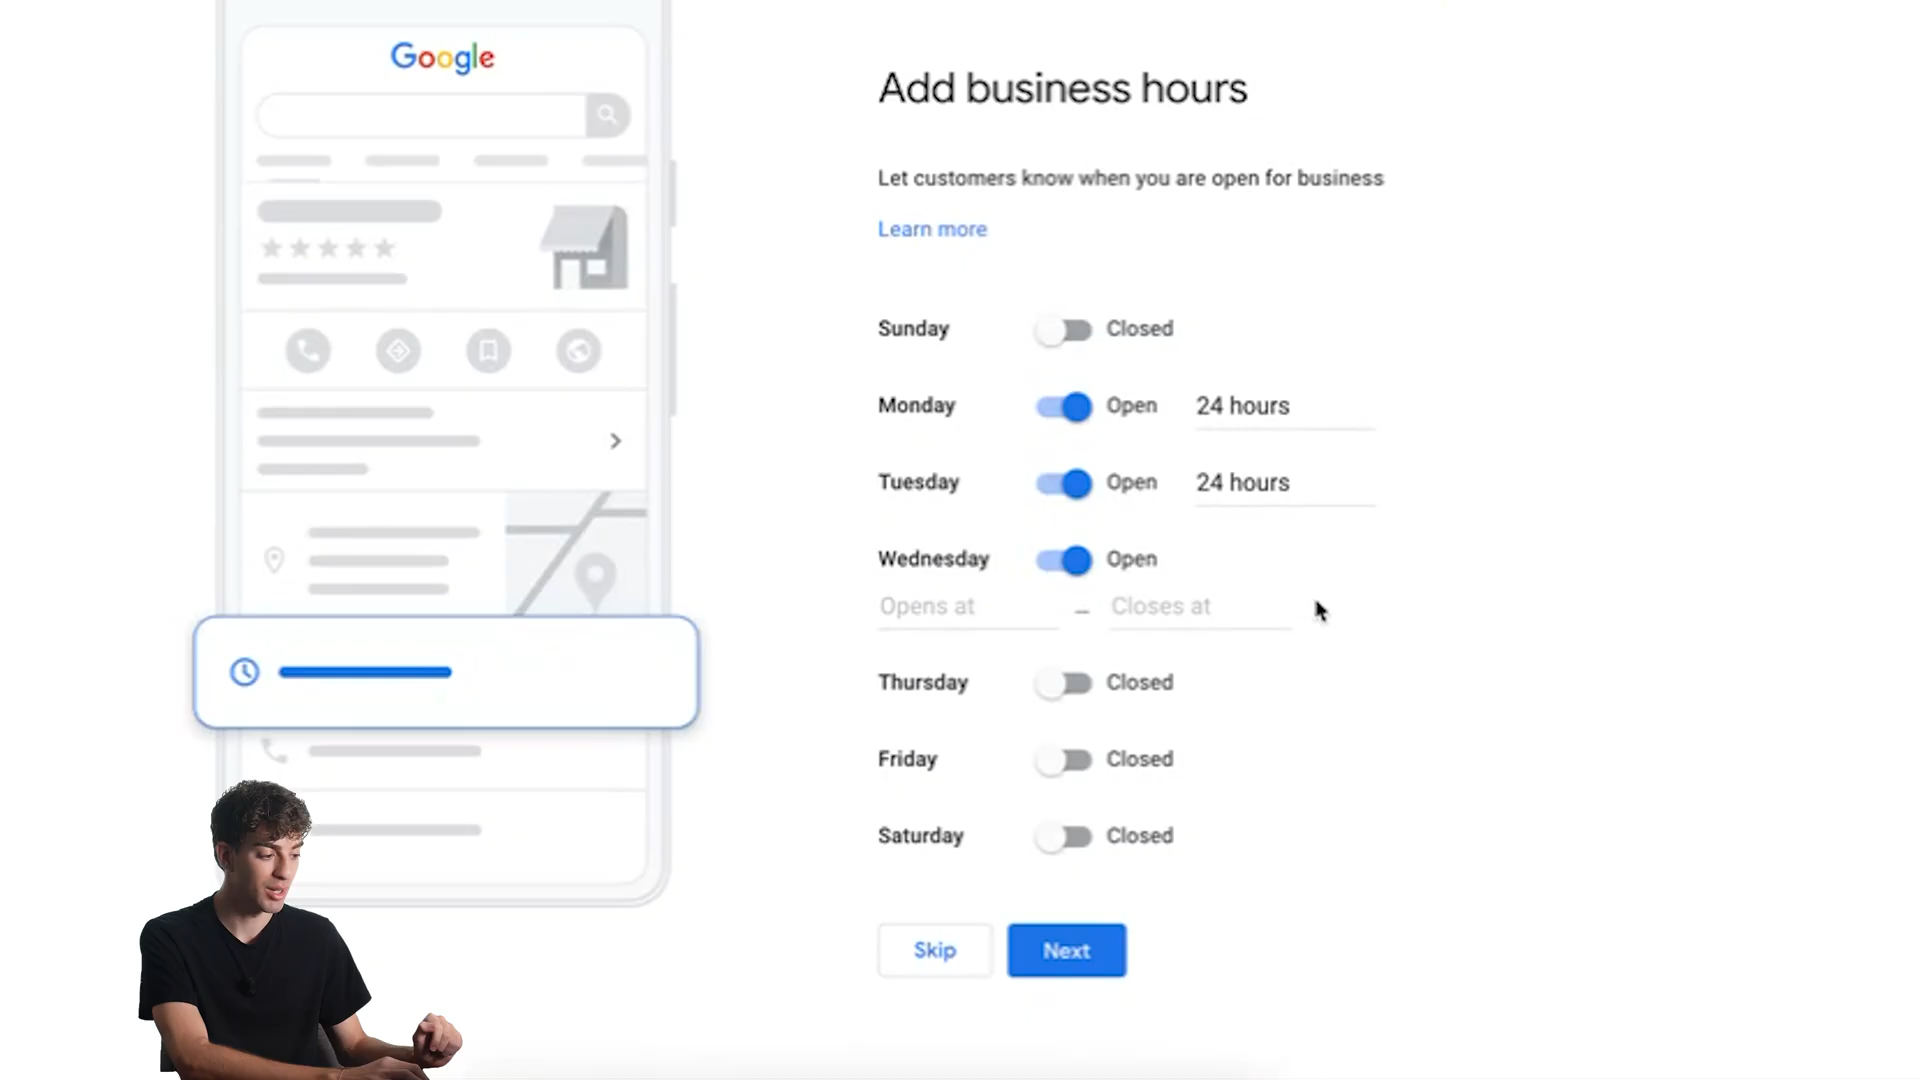 Google
Add business hours
Let customers know when you are open for business
Learn more
Sunday Closed
Monday Open 24 hours
Tuesday Open 24 hours
Wednesday Open
Opens at – Closes at
Thursday Closed
Friday Closed
Saturday Closed
Skip Next